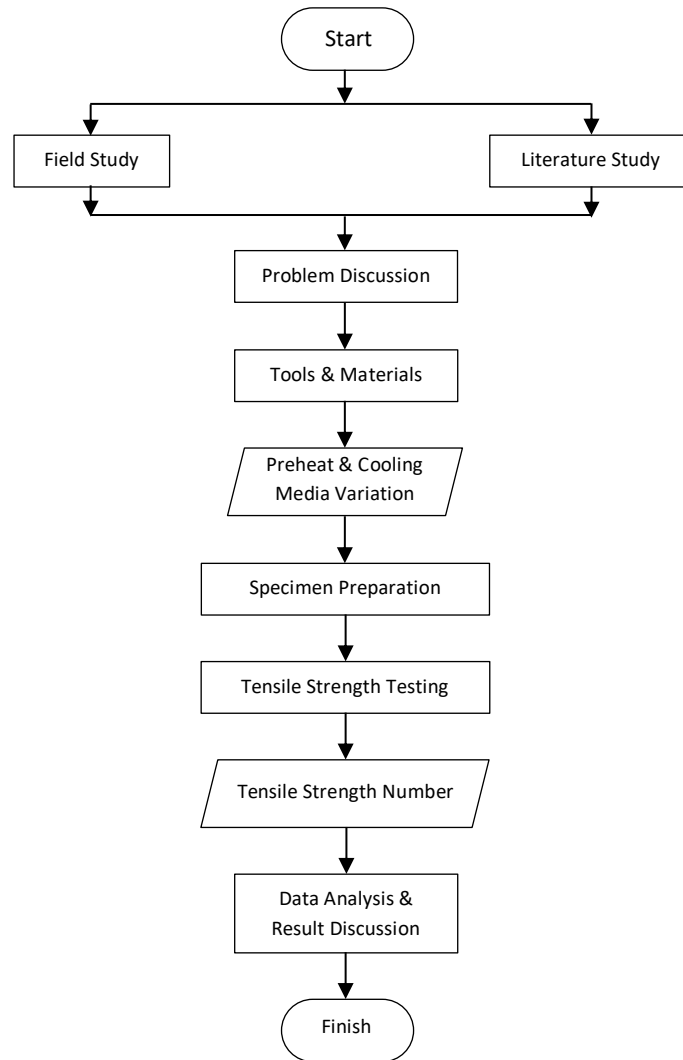 Start
Field Study
Literature Study
Problem Discussion
Tools & Materials
Preheat & Cooling
Media Variation
Specimen Preparation
Tensile Strength Testing
Tensile Strength Number
Data Analysis &
Result Discussion
Finish